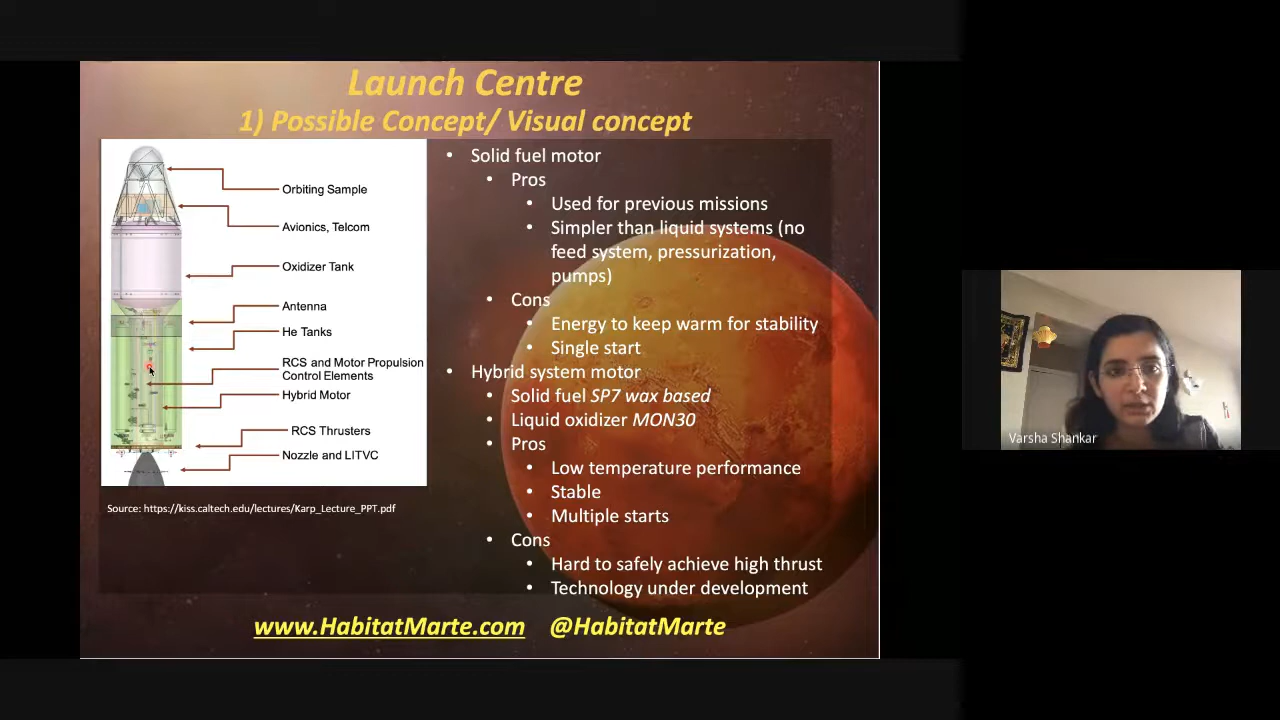 Launch Centre
1) Possible Concept/ Visual concept
Orbiting Sample
Avionics, Telcom
Oxidizer Tank
Antenna
He Tanks
RCS and Motor Propulsion
Control Elements
Hybrid Motor
RCS Thrusters
Nozzle and LITVC
Source: https://kiss.caltech.edu/lectures/Karp_Lecture_PPT.pdf
• Solid fuel motor
• Pros
• Used for previous missions
• Simpler than liquid systems (no
feed system, pressurization,
pumps)
• Cons
• Energy to keep warm for stability
• Single start
• Hybrid system motor
• Solid fuel SP7 wax based
• Liquid oxidizer MON30
• Pros
• Low temperature performance
• Stable
• Multiple starts
• Cons
• Hard to safely achieve high thrust
• Technology under development
www.HabitatMarte.com @HabitatMarte
Varsha Shankar